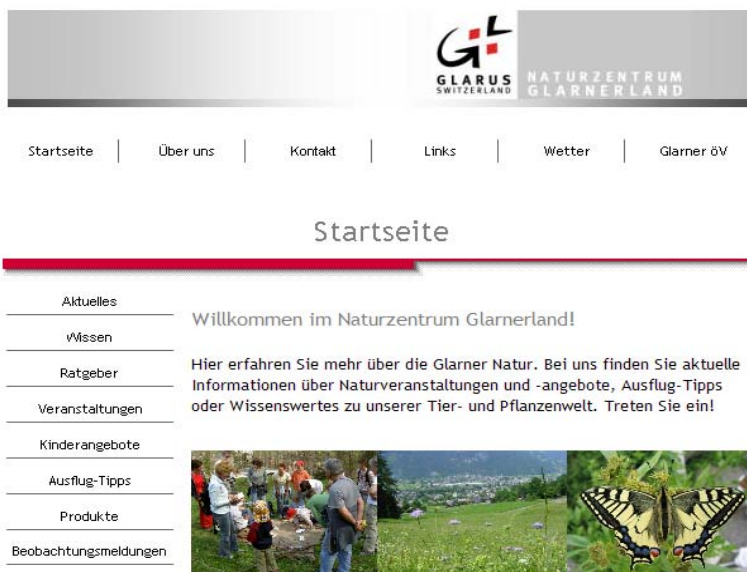 GLARUS
SWITZERLAND
NATURZENTRUM
GLARNERLAND
Startseite
Über uns
Kontakt
Links
Wetter
Glarner öV
Startseite
Aktuelles
Wissen
Ratgeber
Veranstaltungen
Kinderangebote
Ausflug-Tipps
Produkte
Beobachtungsmeldungen
Willkommen im Naturzentrum Glarnerland!
Hier erfahren Sie mehr über die Glarner Natur. Bei uns finden Sie aktuelle
Informationen über Naturveranstaltungen und -angebote, Ausflug-Tipps
oder Wissenswertes zu unserer Tier- und Pflanzenwelt. Treten Sie ein!